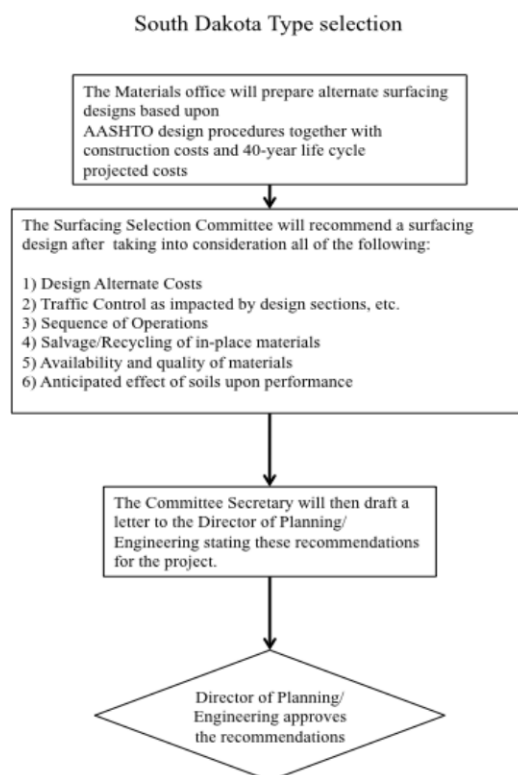 South Dakota Type selection
The Materials office will prepare alternate surfacing
designs based upon
AASHTO design procedures together with
construction costs and 40-year life cycle
projected costs
The Surfacing Selection Committee will recommend a surfacing
design after taking into consideration all of the following:
1) Design Alternate Costs
2) Traffic Control as impacted by design sections, etc.
3) Sequence of Operations
4) Salvage/Recycling of in-place materials
5) Availability and quality of materials
6) Anticipated effect of soils upon performance
The Committee Secretary will then draft a
letter to the Director of Planning/
Engineering stating these recommendations
for the project.
Director of Planning/
Engineering approves
the recommendations